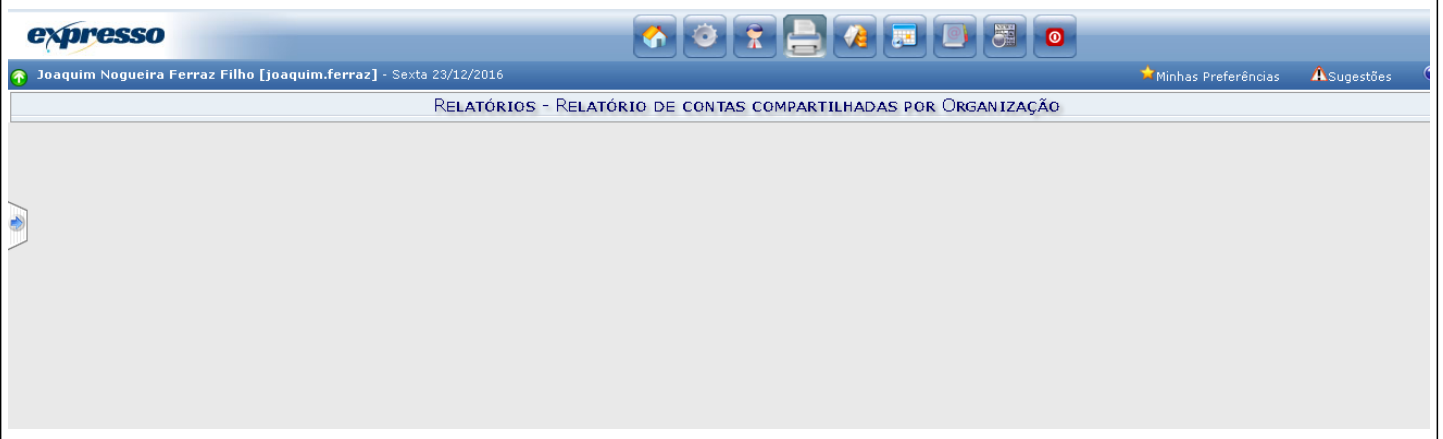 expresso
Joaquim Nogueira Ferraz Filho [joaquim.ferraz] - Sexta 23/12/2016
Minhas Preferências
Sugestões
Relatórios - Relatório de contas compartilhadas por Organização